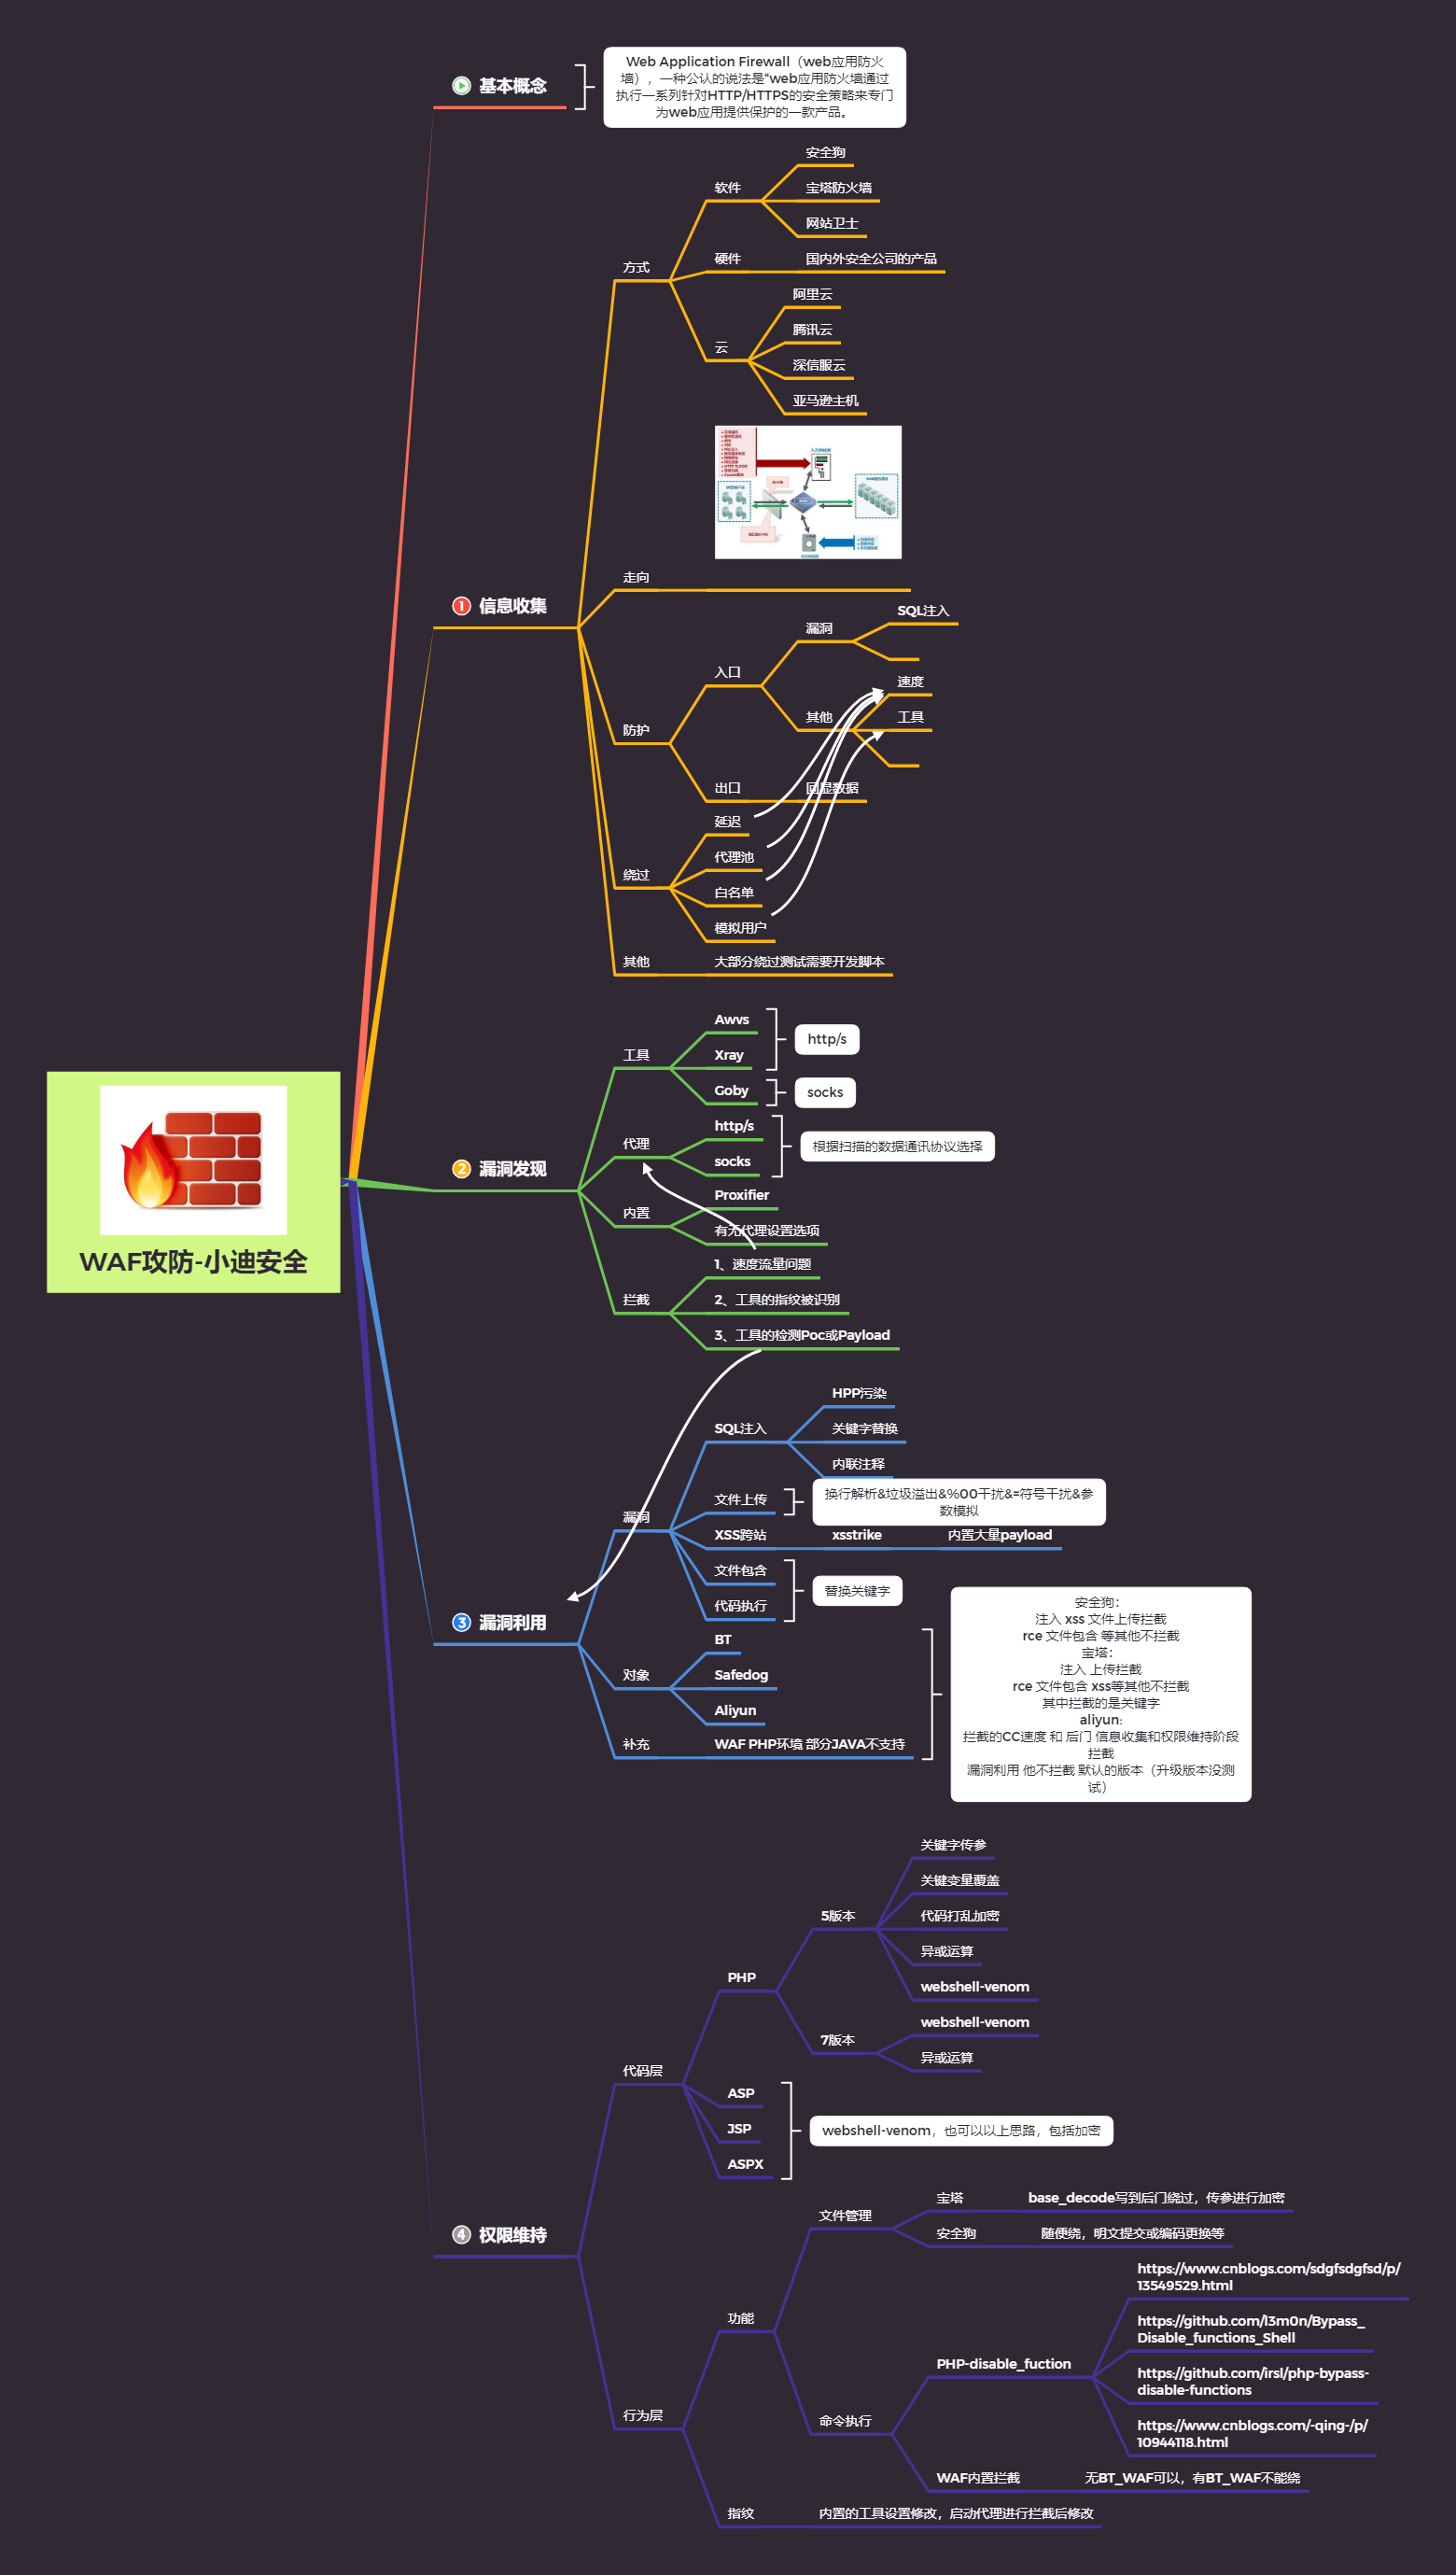 基本概念
Web Application Firewall（web应用防火
墙），一种公认的说法是“web应用防火墙通过
执行一系列针对HTTP/HTTPS的安全策略来专门
为web应用提供保护的一款产品。
信息收集
方式
软件
安全狗
宝塔防火墙
网站卫士
硬件
国内外安全公司的产品
云
阿里云
腾讯云
深信服云
亚马逊主机
走向
防护
入口
漏洞
SQL注入
其他
速度
工具
出口
回显数据
绕过
延迟
代理池
白名单
模拟用户
其他
大部分绕过测试需要开发脚本
WAF攻防-小迪安全
漏洞发现
工具
Awvs
Xray
http/s
Goby
socks
代理
http/s
socks
根据扫描的数据通讯协议选择
内置
Proxifier
有无代理设置选项
拦截
1、速度流量问题
2、工具的指纹被识别
3、工具的检测Poc或Payload
漏洞利用
漏洞
SQL注入
HPP污染
关键字替换
内联注释
文件上传
换行解析&垃圾溢出&%00干扰&=符号干扰&参
数模拟
XSS跨站
xsstrike
内置大量payload
文件包含
代码执行
替换关键字
对象
BT
Safedog
Aliyun
补充
WAF PHP环境 部分JAVA不支持
安全狗：
注入 xss 文件上传拦截
rce 文件包含 等其他不拦截
宝塔：
注入 上传拦截
rce 文件包含 xss等其他不拦截
其中拦截的是关键字
aliyun:
拦截的CC速度 和 后门 信息收集和权限维持阶段
拦截
漏洞利用 他不拦截 默认的版本（升级版本没测
试）
权限维持
代码层
PHP
5版本
关键字传参
关键变量覆盖
代码打乱加密
异或运算
webshell-venom
7版本
webshell-venom
异或运算
ASP
JSP
ASPX
webshell-venom，也可以以上思路，包括加密
行为层
功能
文件管理
宝塔
base_decode写到后门绕过，传参进行加密
安全狗
随便绕，明文提交或编码更换等
命令执行
PHP-disable_fuction
https://www.cnblogs.com/sdgfsdgfsd/p/
13549529.html
https://github.com/l3m0n/Bypass_
Disable_functions_Shell
https://github.com/irsl/php-bypass-
disable-functions
https://www.cnblogs.com/-qing-/p/
10944118.html
WAF内置拦截
无BT_WAF可以，有BT_WAF不能绕
指纹
内置的工具设置修改，启动代理进行拦截后修改